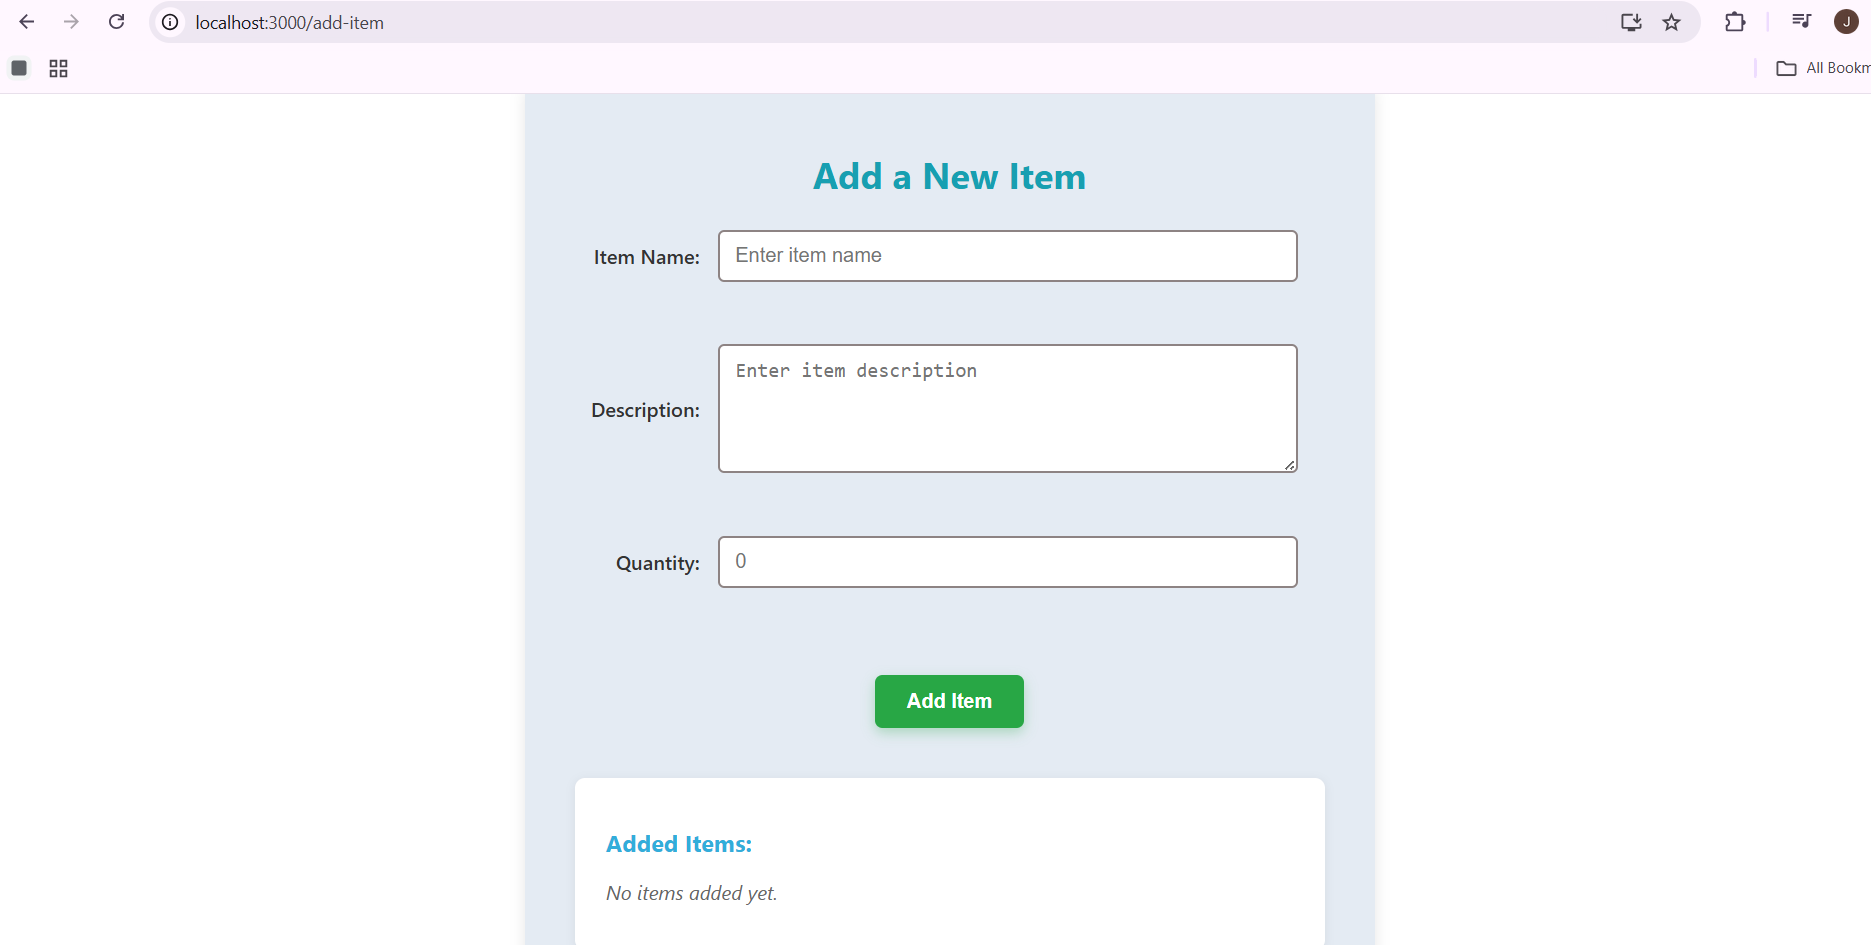 localhost:3000/add-item
J
All Bookm
Add a New Item
Item Name:
Enter item name
Description:
Enter item description
Quantity:
0
Add Item
Added Items:
No items added yet.